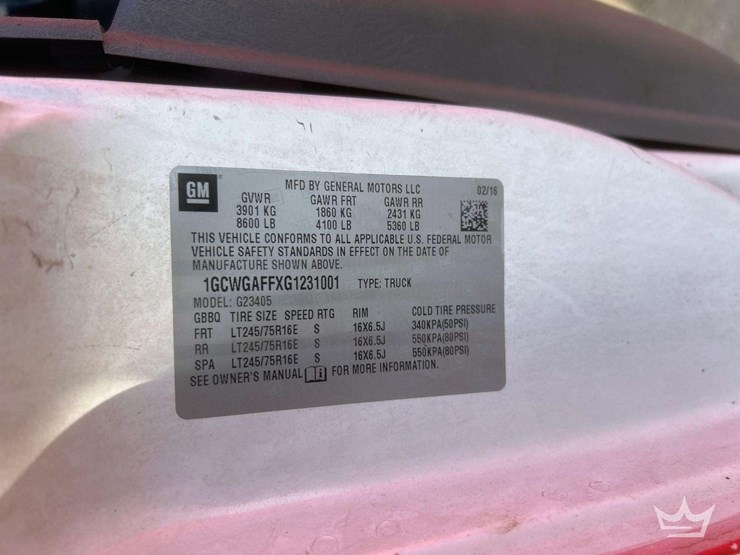 GM
MFD BY GENERAL MOTORS LLC 02/16
GVWR GAWR FRT GAWR RR
3901 KG 1860 KG 2431 KG
8600 LB 4100 LB 5360 LB
THIS VEHICLE CONFORMS TO ALL APPLICABLE U.S. FEDERAL MOTOR
VEHICLE SAFETY STANDARDS IN EFFECT ON THE DATE OF
MANUFACTURE SHOWN ABOVE.
1GCWGAFFXG1231001 TYPE: TRUCK
MODEL: G23405
GBBQ TIRE SIZE SPEED RTG RIM COLD TIRE PRESSURE
FRT LT245/75R16E S 16X6.5J 340KPA(50PSI)
RR LT245/75R16E S 16X6.5J 550KPA(80PSI)
SPA LT245/75R16E S 16X6.5J 550KPA(80PSI)
SEE OWNER'S MANUAL FOR MORE INFORMATION.